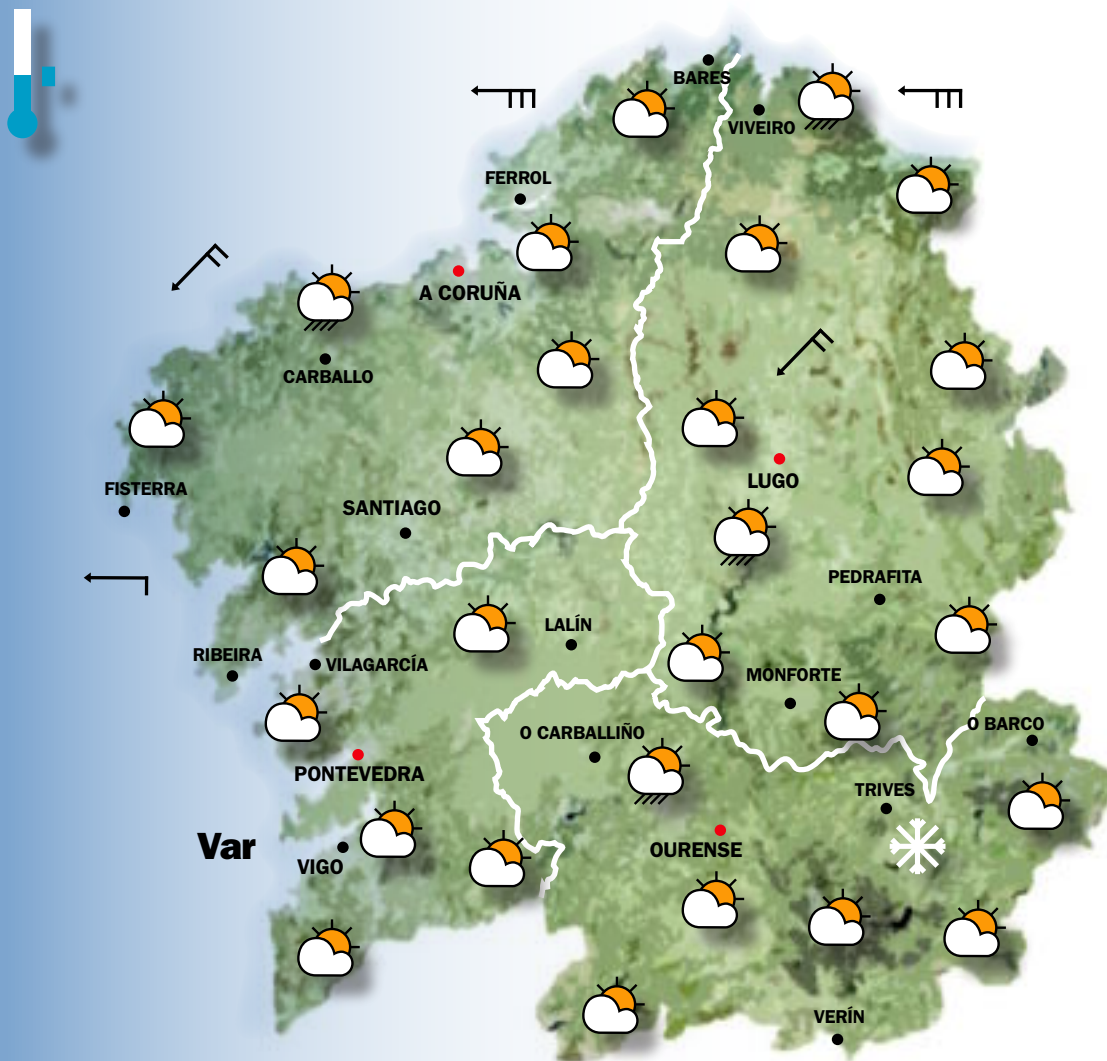 BARES
VIVEIRO
FERROL
A CORUÑA
CARBALLO
FISTERRA
LUGO
SANTIAGO
PEDRAFITA
LALÍN
RIBEIRA
VILAGARCÍA
MONFORTE
O BARCO
O CARBALLIÑO
PONTEVEDRA
TRIVES
Var
OURENSE
VIGO
VERÍN